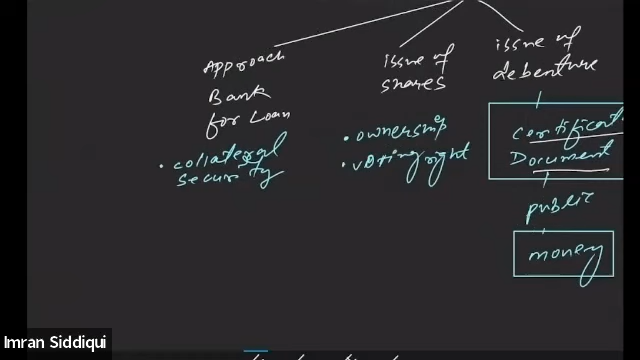 Approach
Bank
for Loan
• collateral
security
issue of
shares
• ownership
• voting right
issue of
debenture
Certificate
Document
public
money
Imran Siddiqui